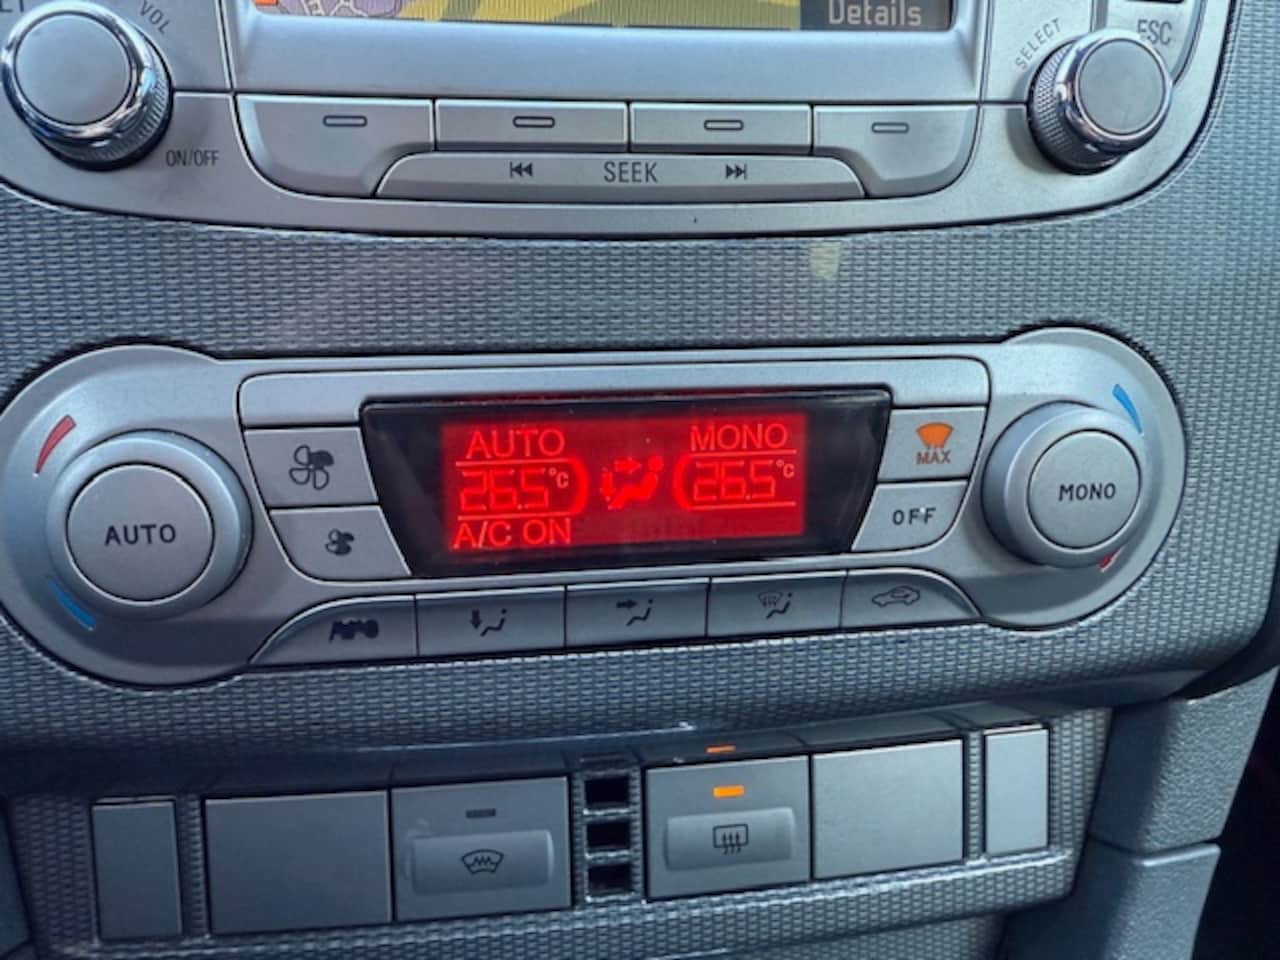 Details
VOL
SELECT
ESC
ON/OFF
SEEK
AUTO
MONO
26.5°C
26.5°C
A/C ON
MAX
OFF
AUTO
MONO